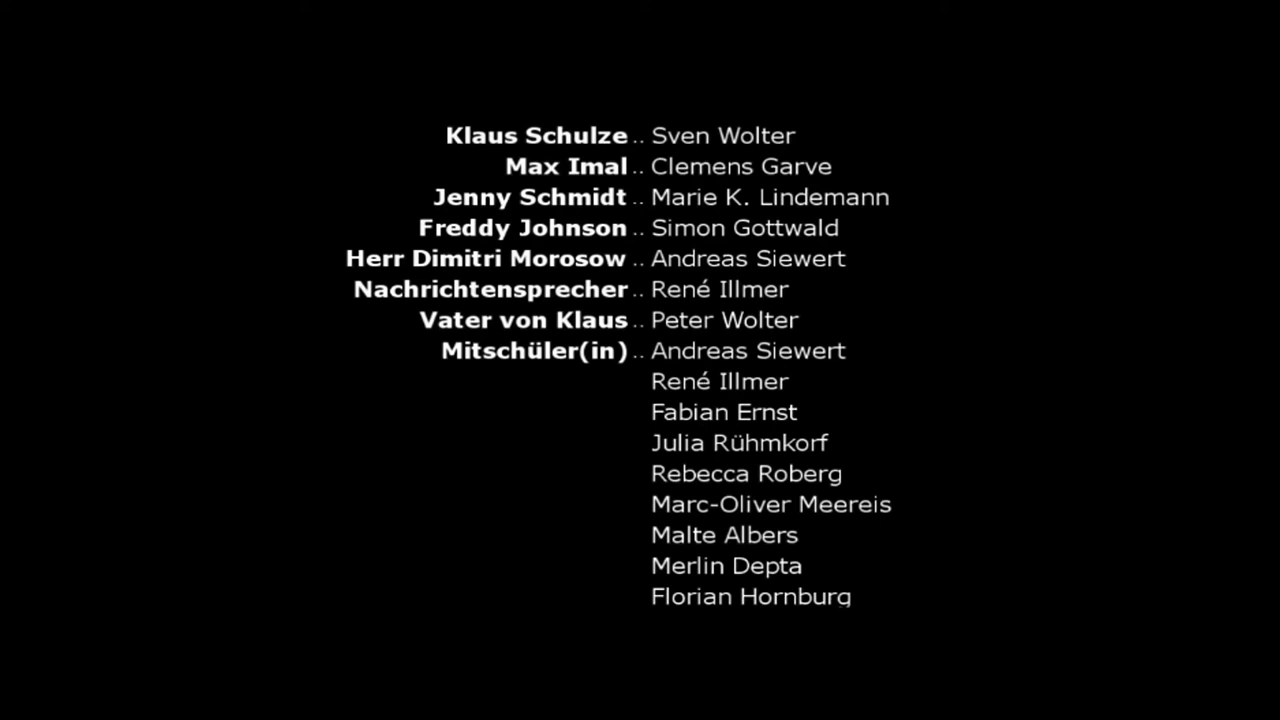 Klaus Schulze .. Sven Wolter
Max Imal .. Clemens Garve
Jenny Schmidt .. Marie K. Lindemann
Freddy Johnson .. Simon Gottwald
Herr Dimitri Morosow .. Andreas Siewert
Nachrichtensprecher .. René Illmer
Vater von Klaus .. Peter Wolter
Mitschüler(in) .. Andreas Siewert
René Illmer
Fabian Ernst
Julia Rühmkorf
Rebecca Roberg
Marc-Oliver Meereis
Malte Albers
Merlin Depta
Florian Hornburg